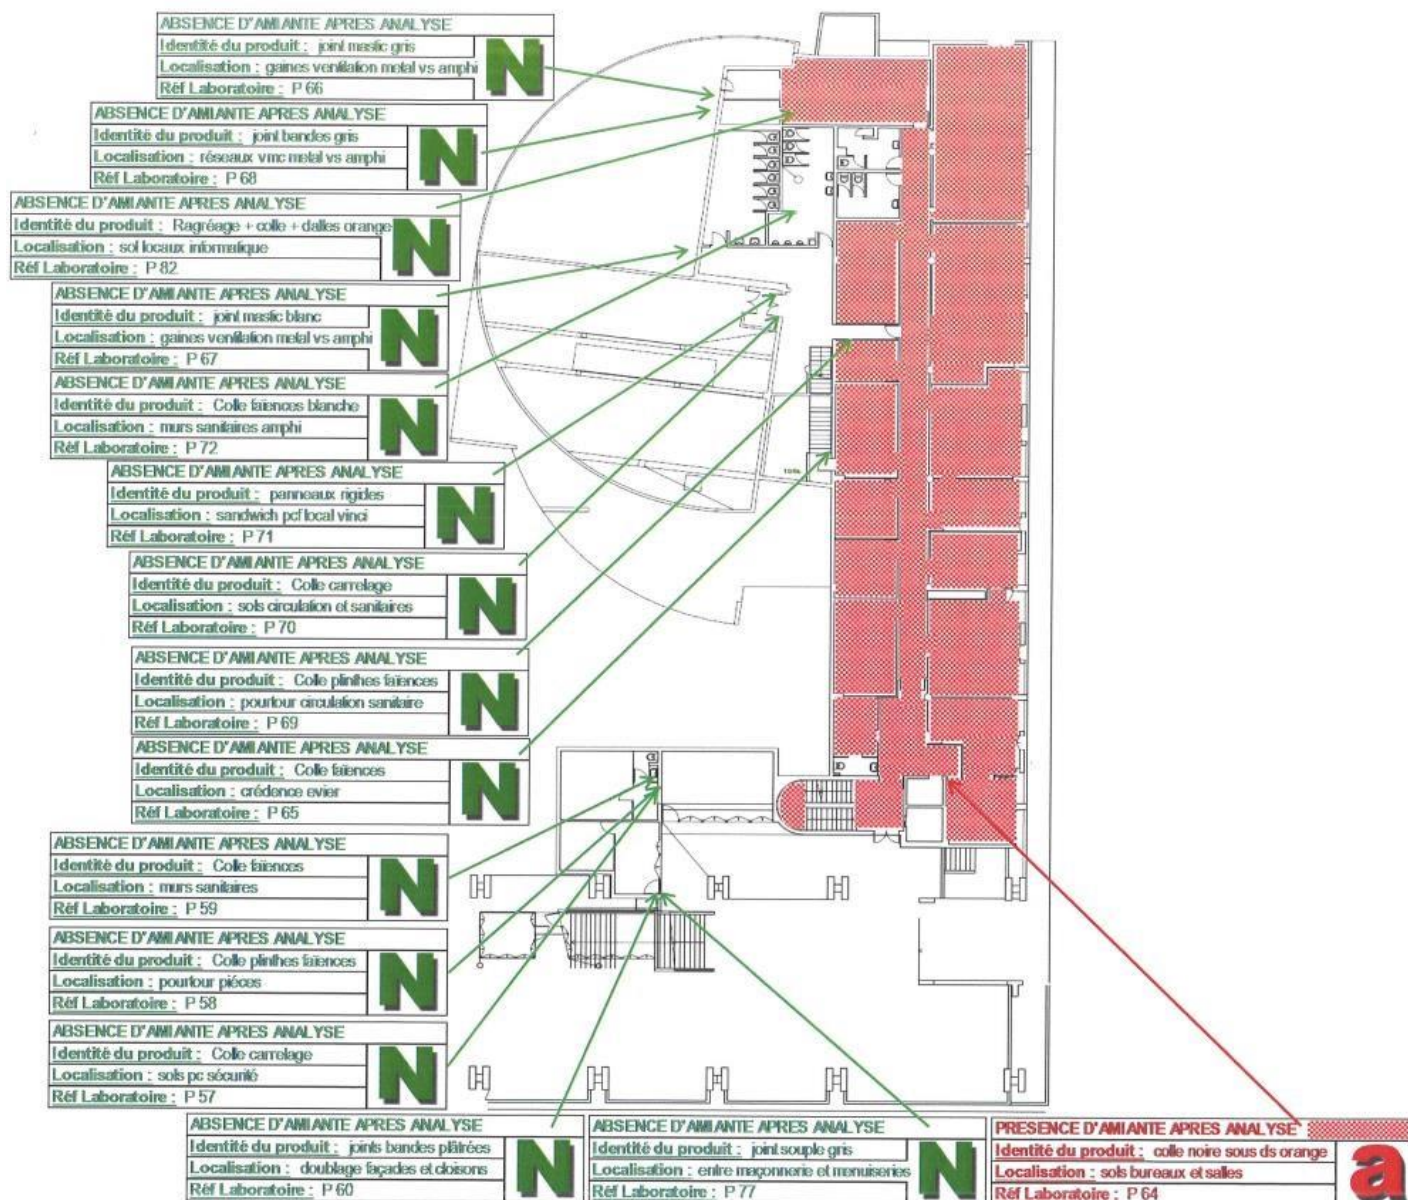 ABSENCE D'AMIANTE APRES ANALYSE
Identité du produit : joint mastic gris
Localisation : gaines ventilation metal vs amphi
Réf Laboratoire : P 66
N
ABSENCE D'AMIANTE APRES ANALYSE
Identité du produit : joint bandes gris
Localisation : réseaux vmc metal vs amphi
Réf Laboratoire : P 68
N
ABSENCE D'AMIANTE APRES ANALYSE
Identité du produit : Ragréage + colle + dalles orange
Localisation : sol locaux informatique
Réf Laboratoire : P 82
N
ABSENCE D'AMIANTE APRES ANALYSE
Identité du produit : joint mastic blanc
Localisation : gaines ventilation metal vs amphi
Réf Laboratoire : P 67
N
ABSENCE D'AMIANTE APRES ANALYSE
Identité du produit : Colle faïences blanche
Localisation : murs sanitaires amphi
Réf Laboratoire : P 72
N
ABSENCE D'AMIANTE APRES ANALYSE
Identité du produit : panneaux rigides
Localisation : sandwich pcf local vinci
Réf Laboratoire : P 71
N
ABSENCE D'AMIANTE APRES ANALYSE
Identité du produit : Colle carrelage
Localisation : sols circulation et sanitaires
Réf Laboratoire : P 70
N
ABSENCE D'AMIANTE APRES ANALYSE
Identité du produit : Colle plinthes faïences
Localisation : pourtour circulation sanitaire
Réf Laboratoire : P 69
N
ABSENCE D'AMIANTE APRES ANALYSE
Identité du produit : Colle faïences
Localisation : crédence evier
Réf Laboratoire : P 65
N
ABSENCE D'AMIANTE APRES ANALYSE
Identité du produit : Colle faïences
Localisation : murs sanitaires
Réf Laboratoire : P 59
N
ABSENCE D'AMIANTE APRES ANALYSE
Identité du produit : Colle plinthes faïences
Localisation : pourtour pièces
Réf Laboratoire : P 58
N
ABSENCE D'AMIANTE APRES ANALYSE
Identité du produit : Colle carrelage
Localisation : sols pc sécurité
Réf Laboratoire : P 57
N
ABSENCE D'AMIANTE APRES ANALYSE
Identité du produit : joints bandes plâtrées
Localisation : doublage façades et cloisons
Réf Laboratoire : P 60
N
ABSENCE D'AMIANTE APRES ANALYSE
Identité du produit : joint souple gris
Localisation : entre maçonnerie et menuiseries
Réf Laboratoire : P 77
N
PRESENCE D'AMIANTE APRES ANALYSE
Identité du produit : colle noire sous ds orange
Localisation : sols bureaux et salles
Réf Laboratoire : P 64
a